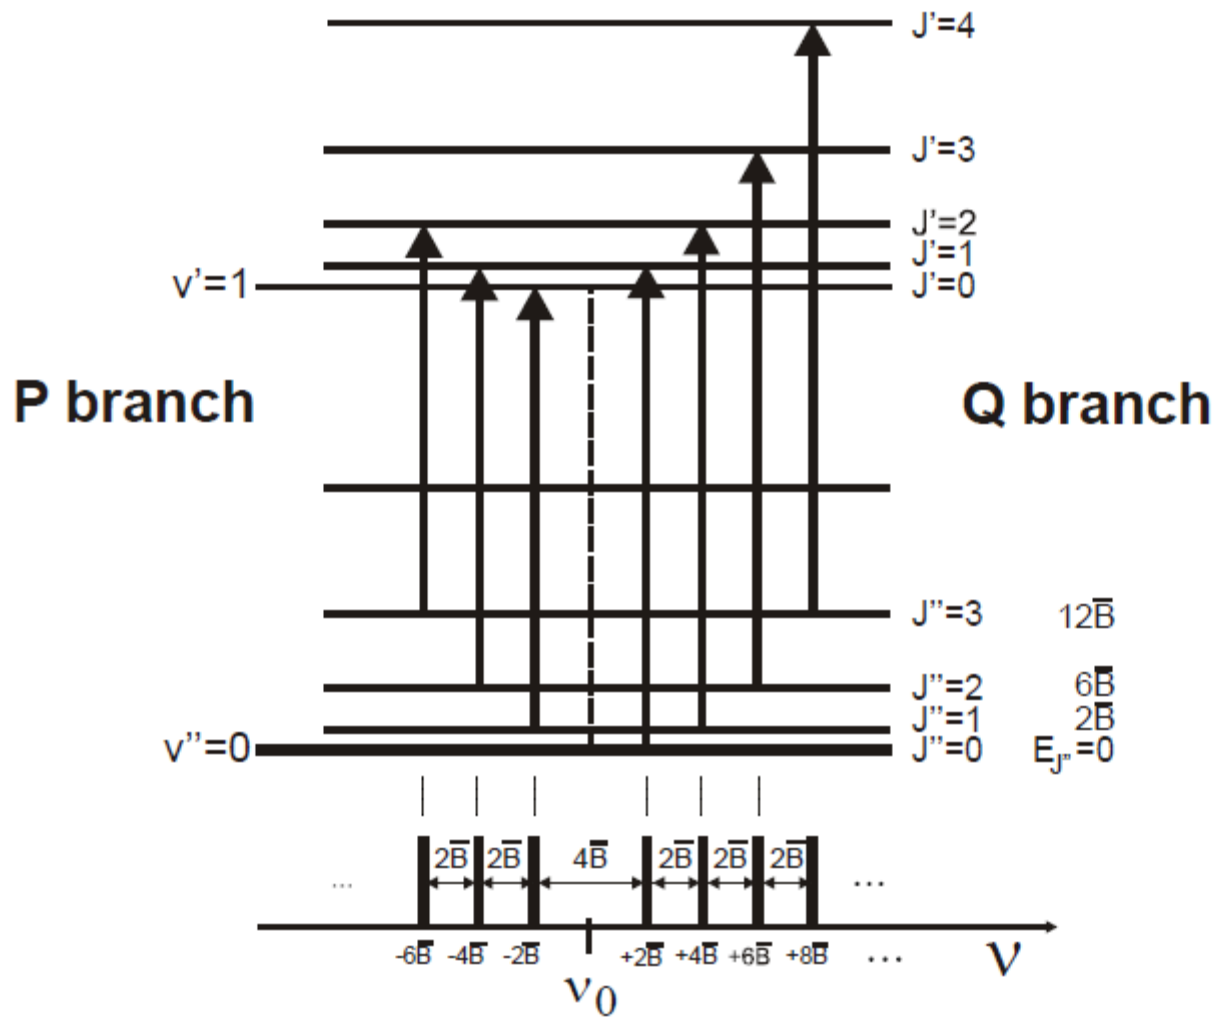 J'=4
J'=3
J'=2
J'=1
v'=1 J'=0
P branch Q branch
J''=3 12B̅
J''=2 6B̅
J''=1 2B̅
v''=0 J''=0 E_J''=0
2B̅ 2B̅ 4B̅ 2B̅ 2B̅ 2B̅
... ...
-6B̅ -4B̅ -2B̅ +2B̅ +4B̅ +6B̅ +8B̅ ... ν
ν₀